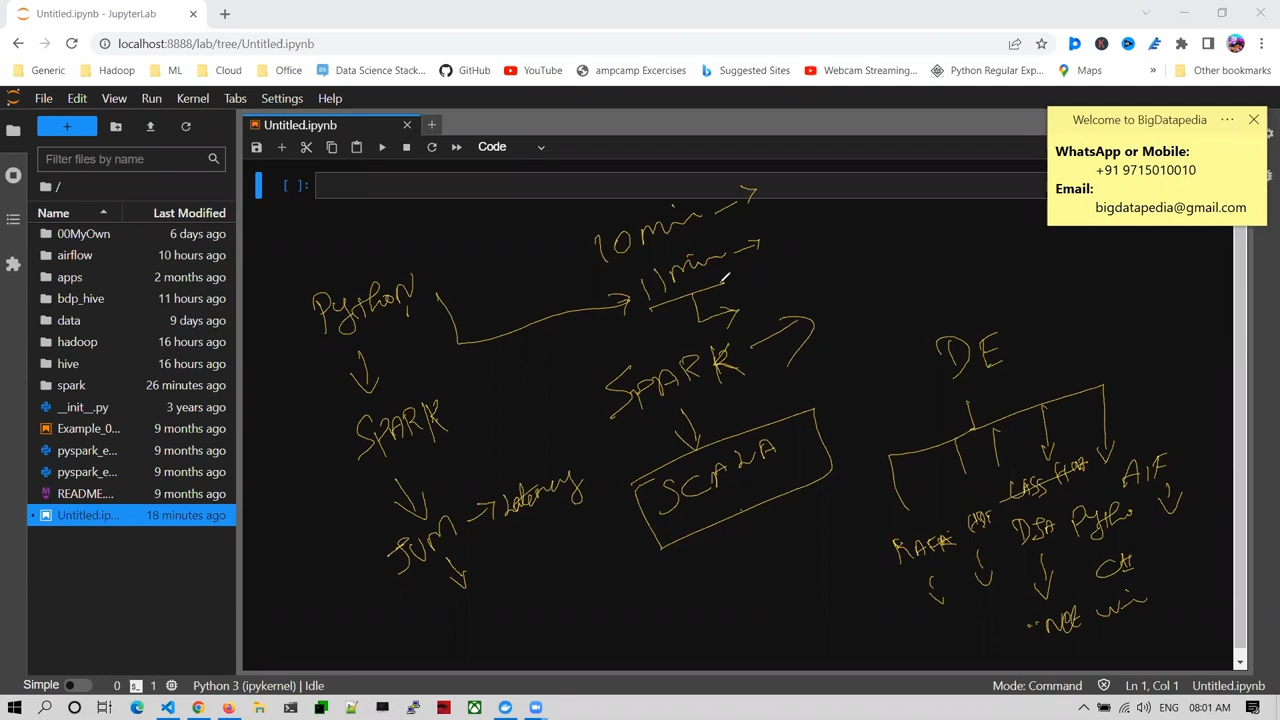 Untitled.ipynb - JupyterLab
localhost:8888/lab/tree/Untitled.ipynb
Generic Hadoop ML Cloud Office Data Science Stack... GitHub YouTube ampcamp Excercises Suggested Sites Webcam Streaming... Python Regular Exp... Maps » Other bookmarks
File Edit View Run Kernel Tabs Settings Help
Untitled.ipynb
Code
Filter files by name
/
Name Last Modified
00MyOwn 6 days ago
airflow 10 hours ago
apps 2 months ago
bdp_hive 11 hours ago
data 9 days ago
hadoop 16 hours ago
hive 16 hours ago
spark 26 minutes ago
__init__.py 3 years ago
Example_0... 9 months ago
pyspark_e... 9 months ago
pyspark_e... 9 months ago
README.... 9 months ago
Untitled.ip... 18 minutes ago
[ ]:
Welcome to BigDatapedia ...
WhatsApp or Mobile:
+91 9715010010
Email:
bigdatapedia@gmail.com
10 min
11 min
Python
SPARK
SPARK
JVM
Latency
SCALA
DE
DSA
Python
AIF
Simple 0 1 Python 3 (ipykernel) | Idle Mode: Command Ln 1, Col 1 Untitled.ipynb
ENG 08:01 AM